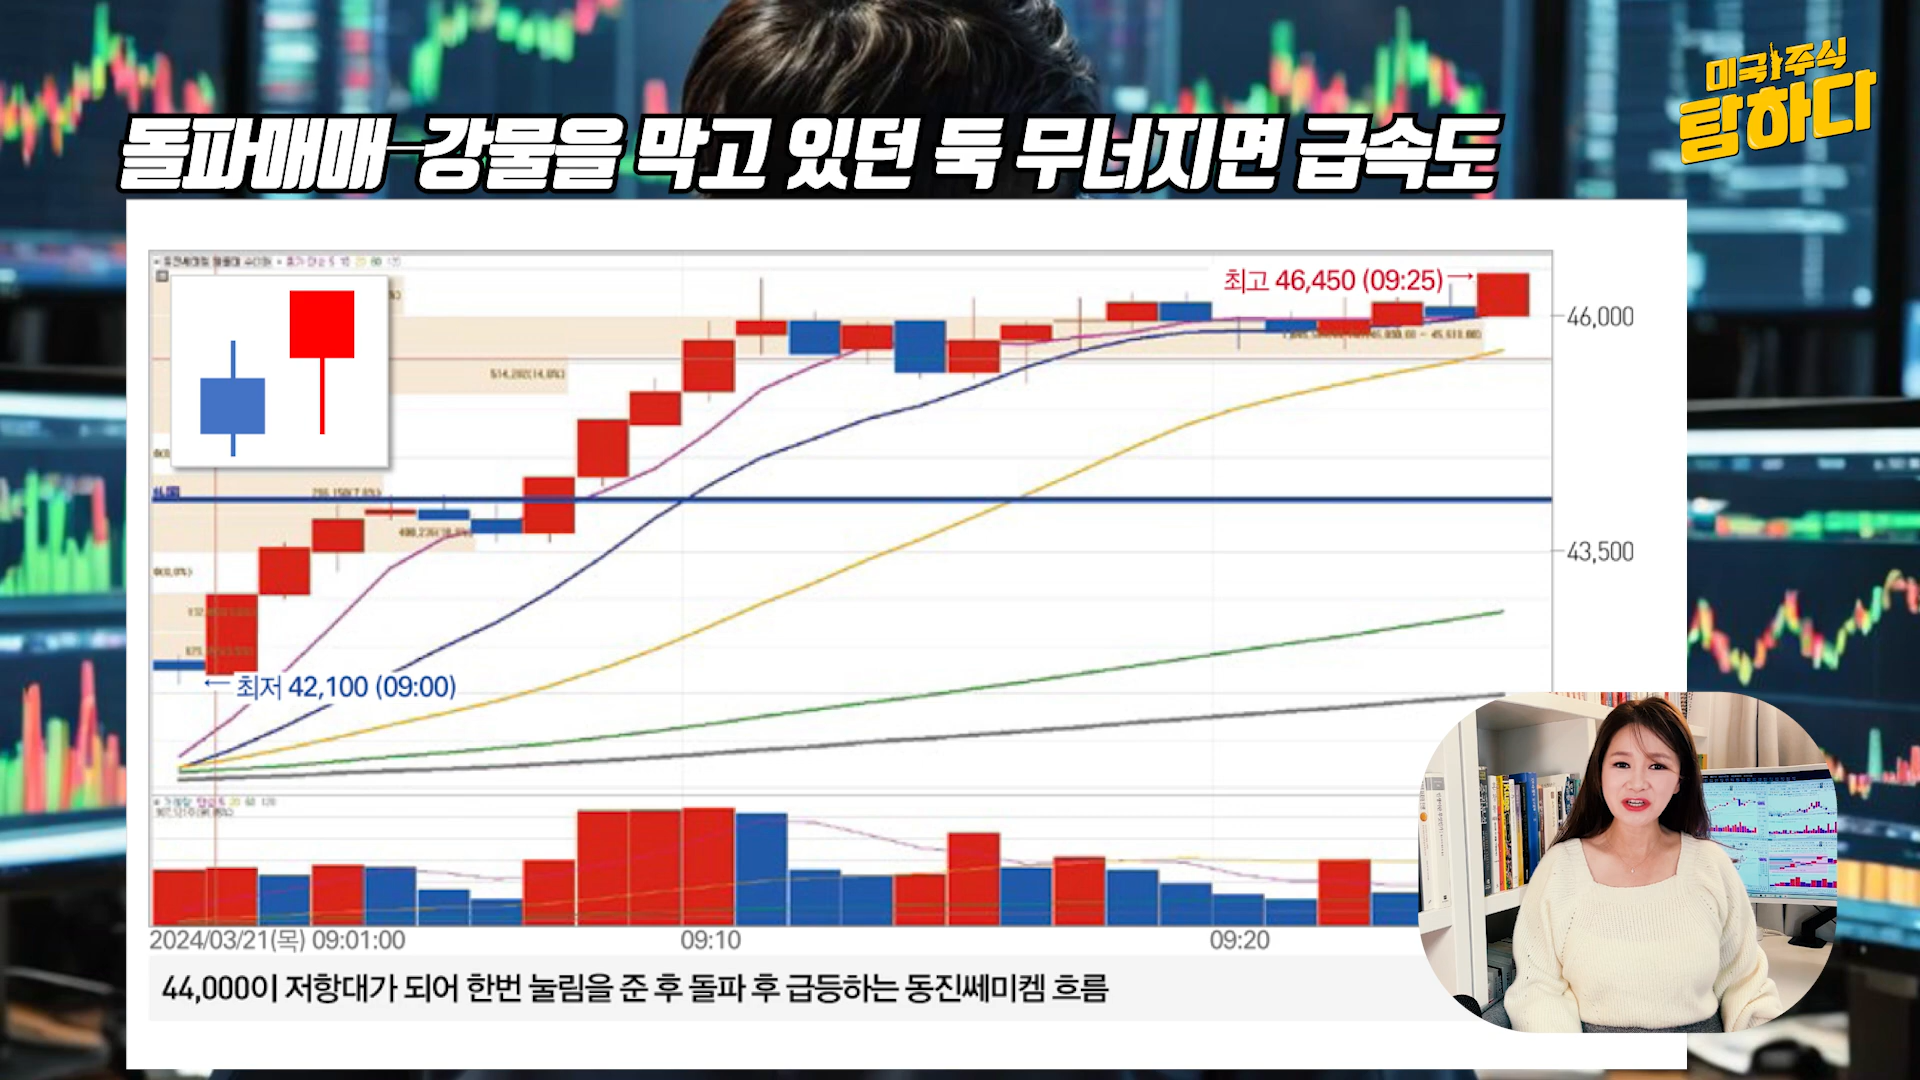 미국주식
탐하다
돌파매매-강물을 막고 있던 둑 무너지면 급속도
최고 46,450 (09:25) →
46,000
514,202(14.0%)
43,500
← 최저 42,100 (09:00)
2024/03/21(목) 09:01:00
09:10
09:20
44,000이 저항대가 되어 한번 눌림을 준 후 돌파 후 급등하는 동진쎄미켐 흐름